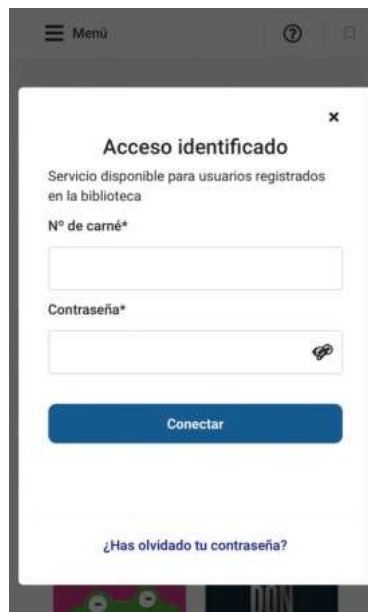 Menú
Acceso identificado
Servicio disponible para usuarios registrados
en la biblioteca
Nº de carné*
Contraseña*
Conectar
¿Has olvidado tu contraseña?
DON